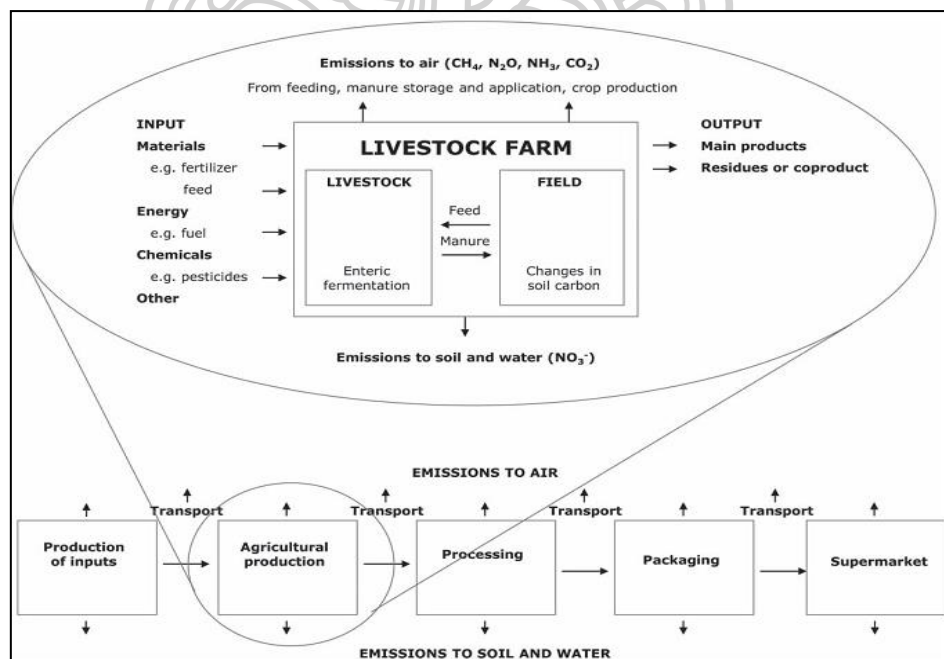 Emissions to air (CH₄, N₂O, NH₃, CO₂)
From feeding, manure storage and application, crop production
INPUT
Materials
e.g. fertilizer
feed
Energy
e.g. fuel
Chemicals
e.g. pesticides
Other
LIVESTOCK FARM
LIVESTOCK
Enteric
fermentation
Feed
Manure
FIELD
Changes in
soil carbon
OUTPUT
Main products
Residues or coproduct
Emissions to soil and water (NO₃⁻)
EMISSIONS TO AIR
Transport
Transport
Transport
Transport
Production
of inputs
Agricultural
production
Processing
Packaging
Supermarket
EMISSIONS TO SOIL AND WATER